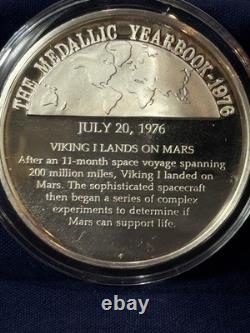 THE MEDALLIC YEARBOOK-1976
JULY 20, 1976
VIKING I LANDS ON MARS
After an 11-month space voyage spanning
200 million miles, Viking I landed on
Mars. The sophisticated spacecraft
then began a series of complex
experiments to determine if
Mars can support life.
© ebay.com